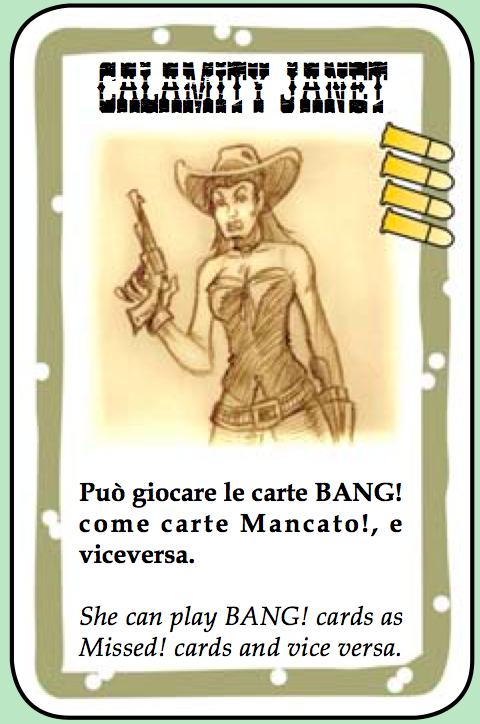 CALAMITY JANET
Può giocare le carte BANG!
come carte Mancato!, e
viceversa.
She can play BANG! cards as
Missed! cards and vice versa.